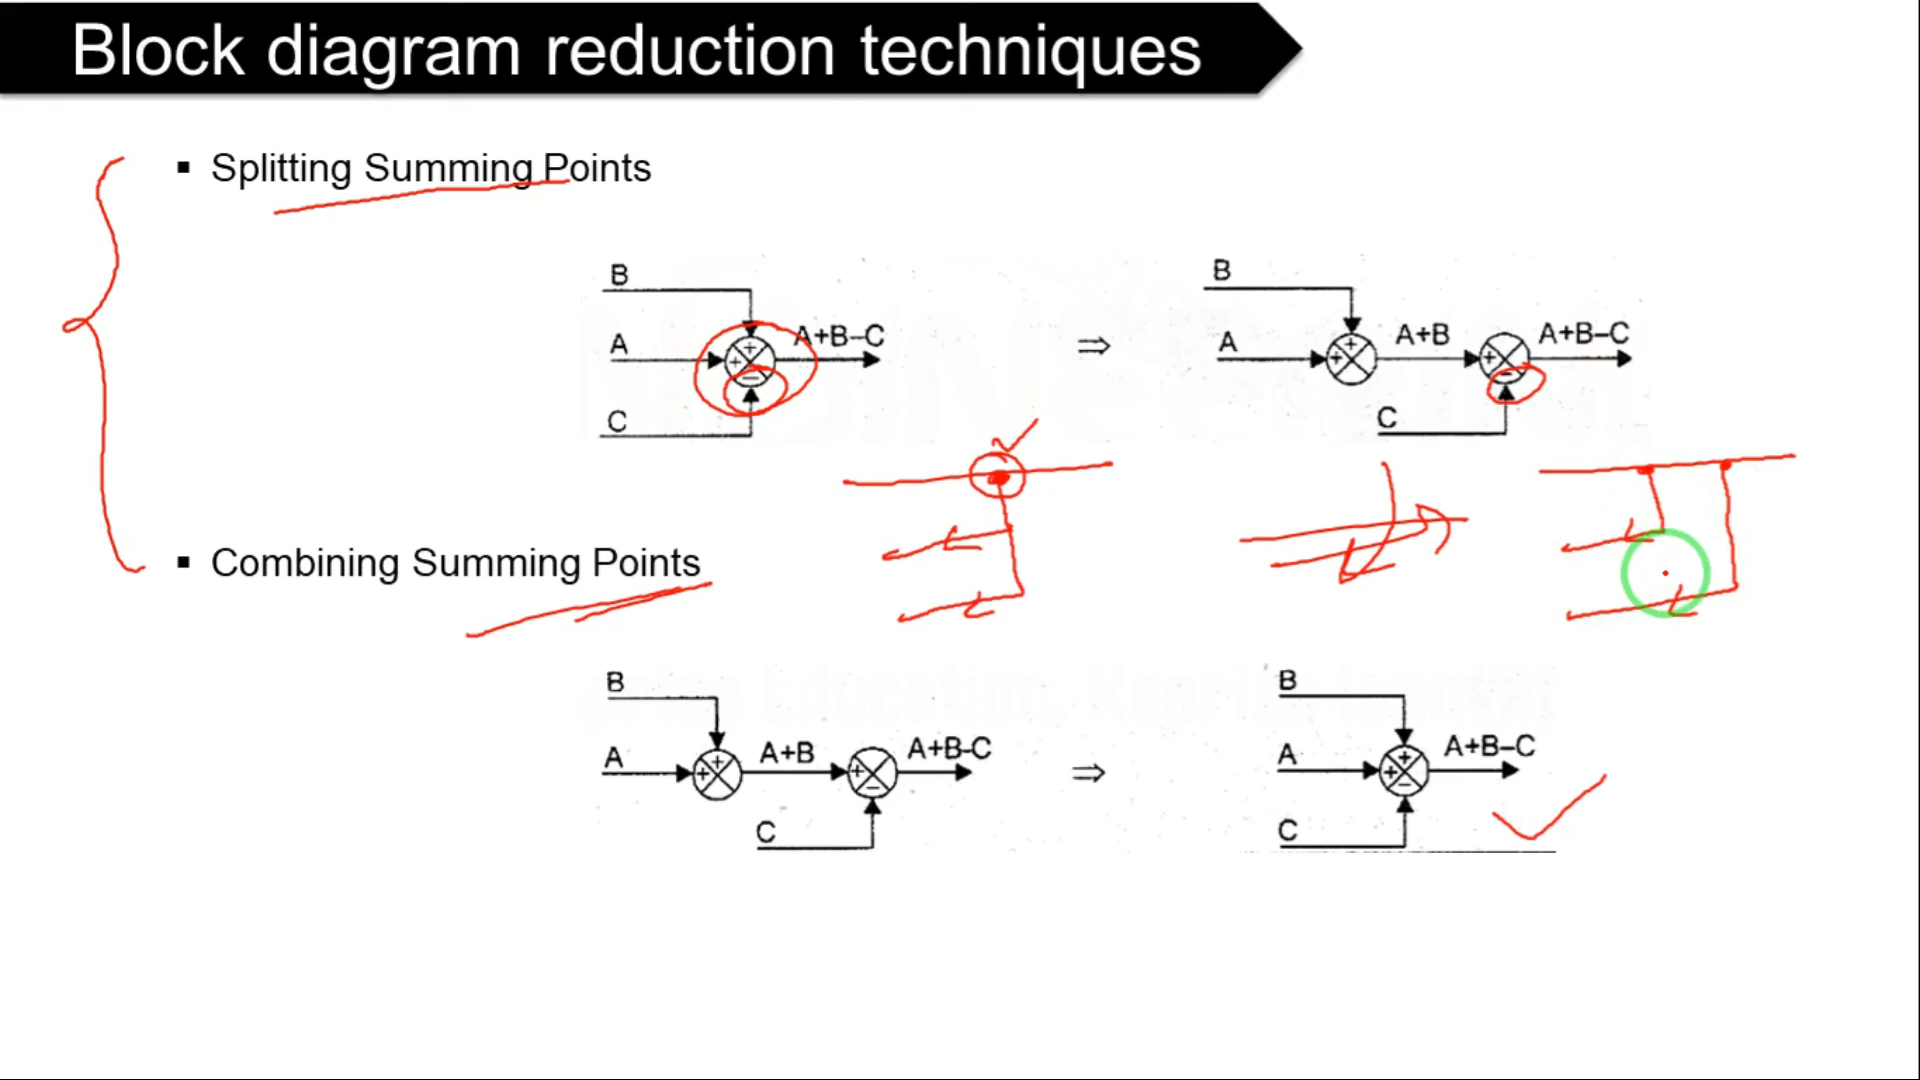 Block diagram reduction techniques
▪ Splitting Summing Points
B
A
A+B–C
C
⇒
B
A
A+B
A+B–C
C
▪ Combining Summing Points
B
A
A+B
A+B-C
C
⇒
B
A
A+B–C
C